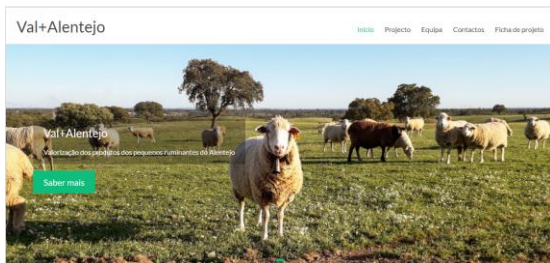 Val+Alentejo
Início Projecto Equipa Contactos Ficha de projeto
Val+Alentejo
Valorização dos produtos dos pequenos ruminantes do Alentejo
Saber mais